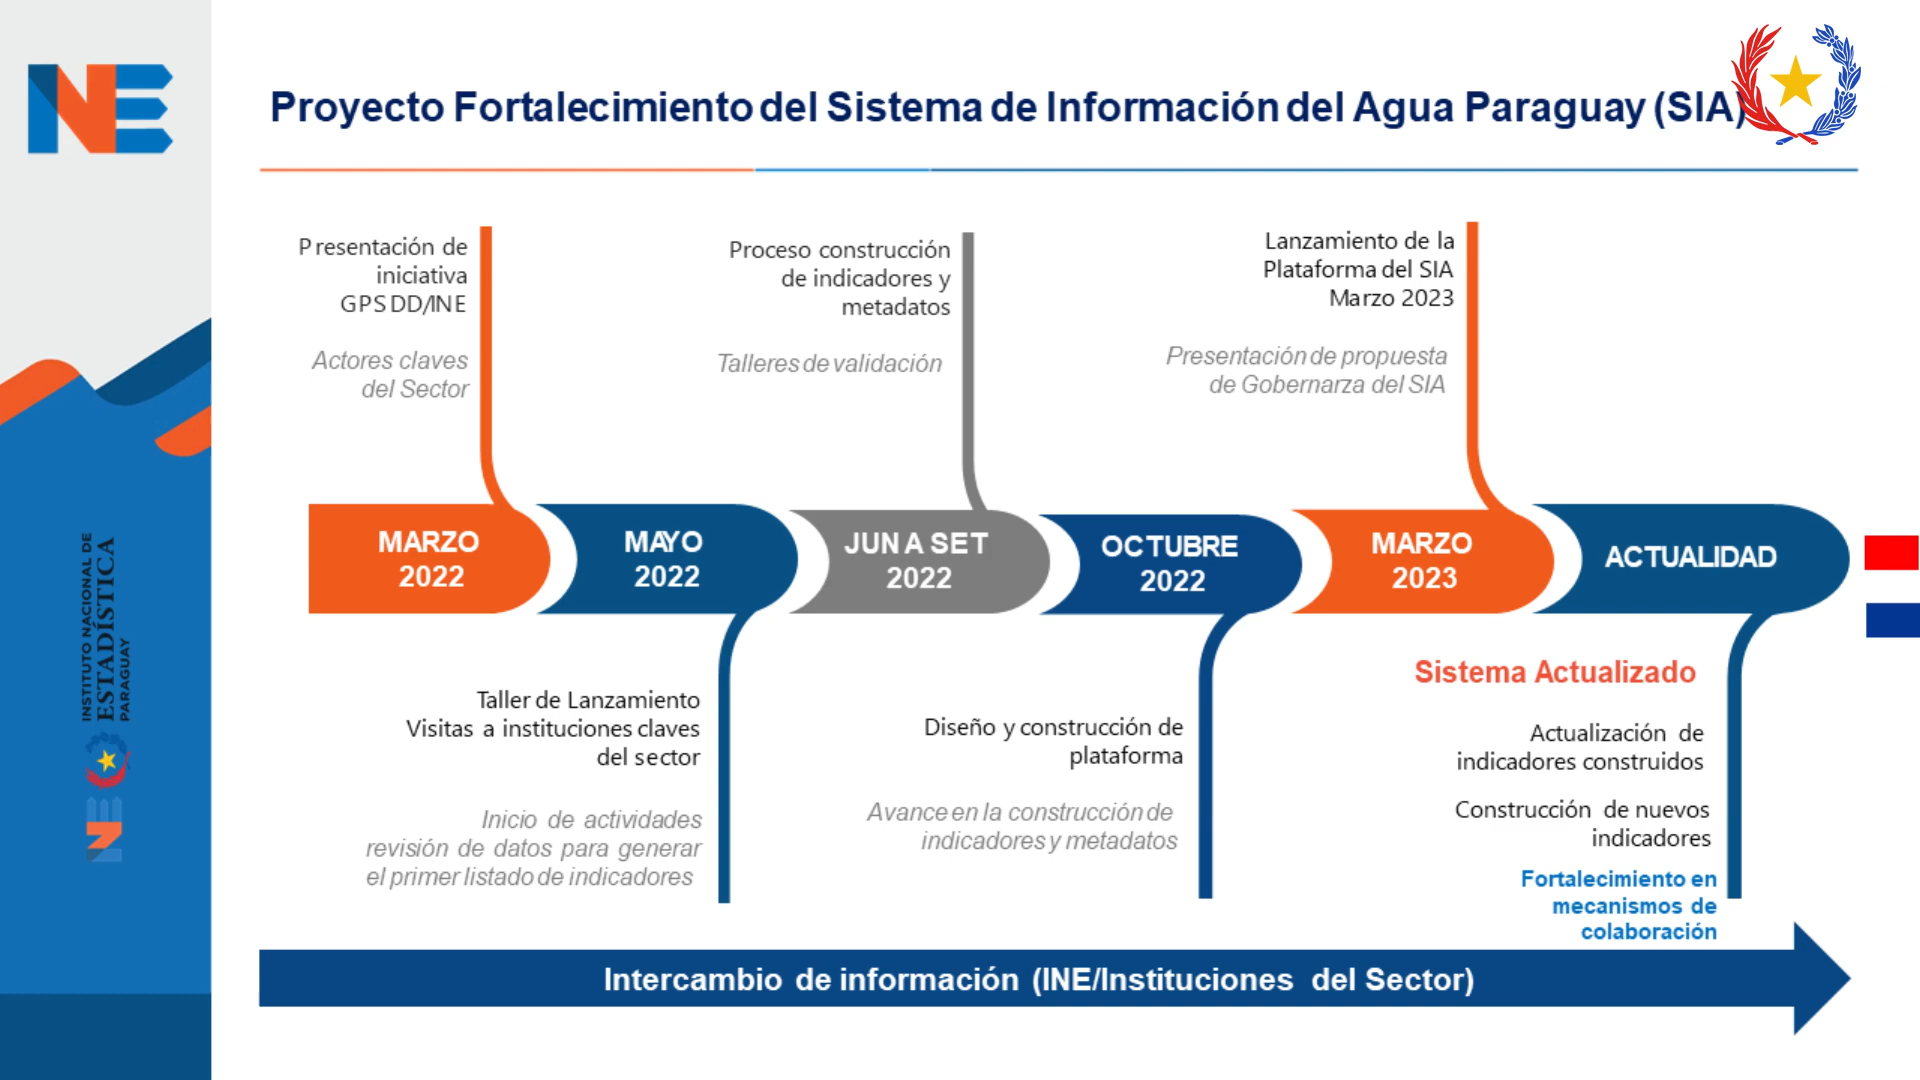 NE
Proyecto Fortalecimiento del Sistema de Información del Agua Paraguay (SIA)
Presentación de
iniciativa
GPSDD/INE
Actores claves
del Sector
Proceso construcción
de indicadores y
metadatos
Talleres de validación
Lanzamiento de la
Plataforma del SIA
Marzo 2023
Presentación de propuesta
de Gobernarza del SIA
MARZO
2022
MAYO
2022
JUN A SET
2022
OCTUBRE
2022
MARZO
2023
ACTUALIDAD
Taller de Lanzamiento
Visitas a instituciones claves
del sector
Inicio de actividades
revisión de datos para generar
el primer listado de indicadores
Diseño y construcción de
plataforma
Avance en la construcción de
indicadores y metadatos
Sistema Actualizado
Actualización de
indicadores construidos
Construcción de nuevos
indicadores
Fortalecimiento en
mecanismos de
colaboración
Intercambio de información (INE/Instituciones del Sector)
INSTITUTO NACIONAL DE
ESTADÍSTICA
PARAGUAY
NE